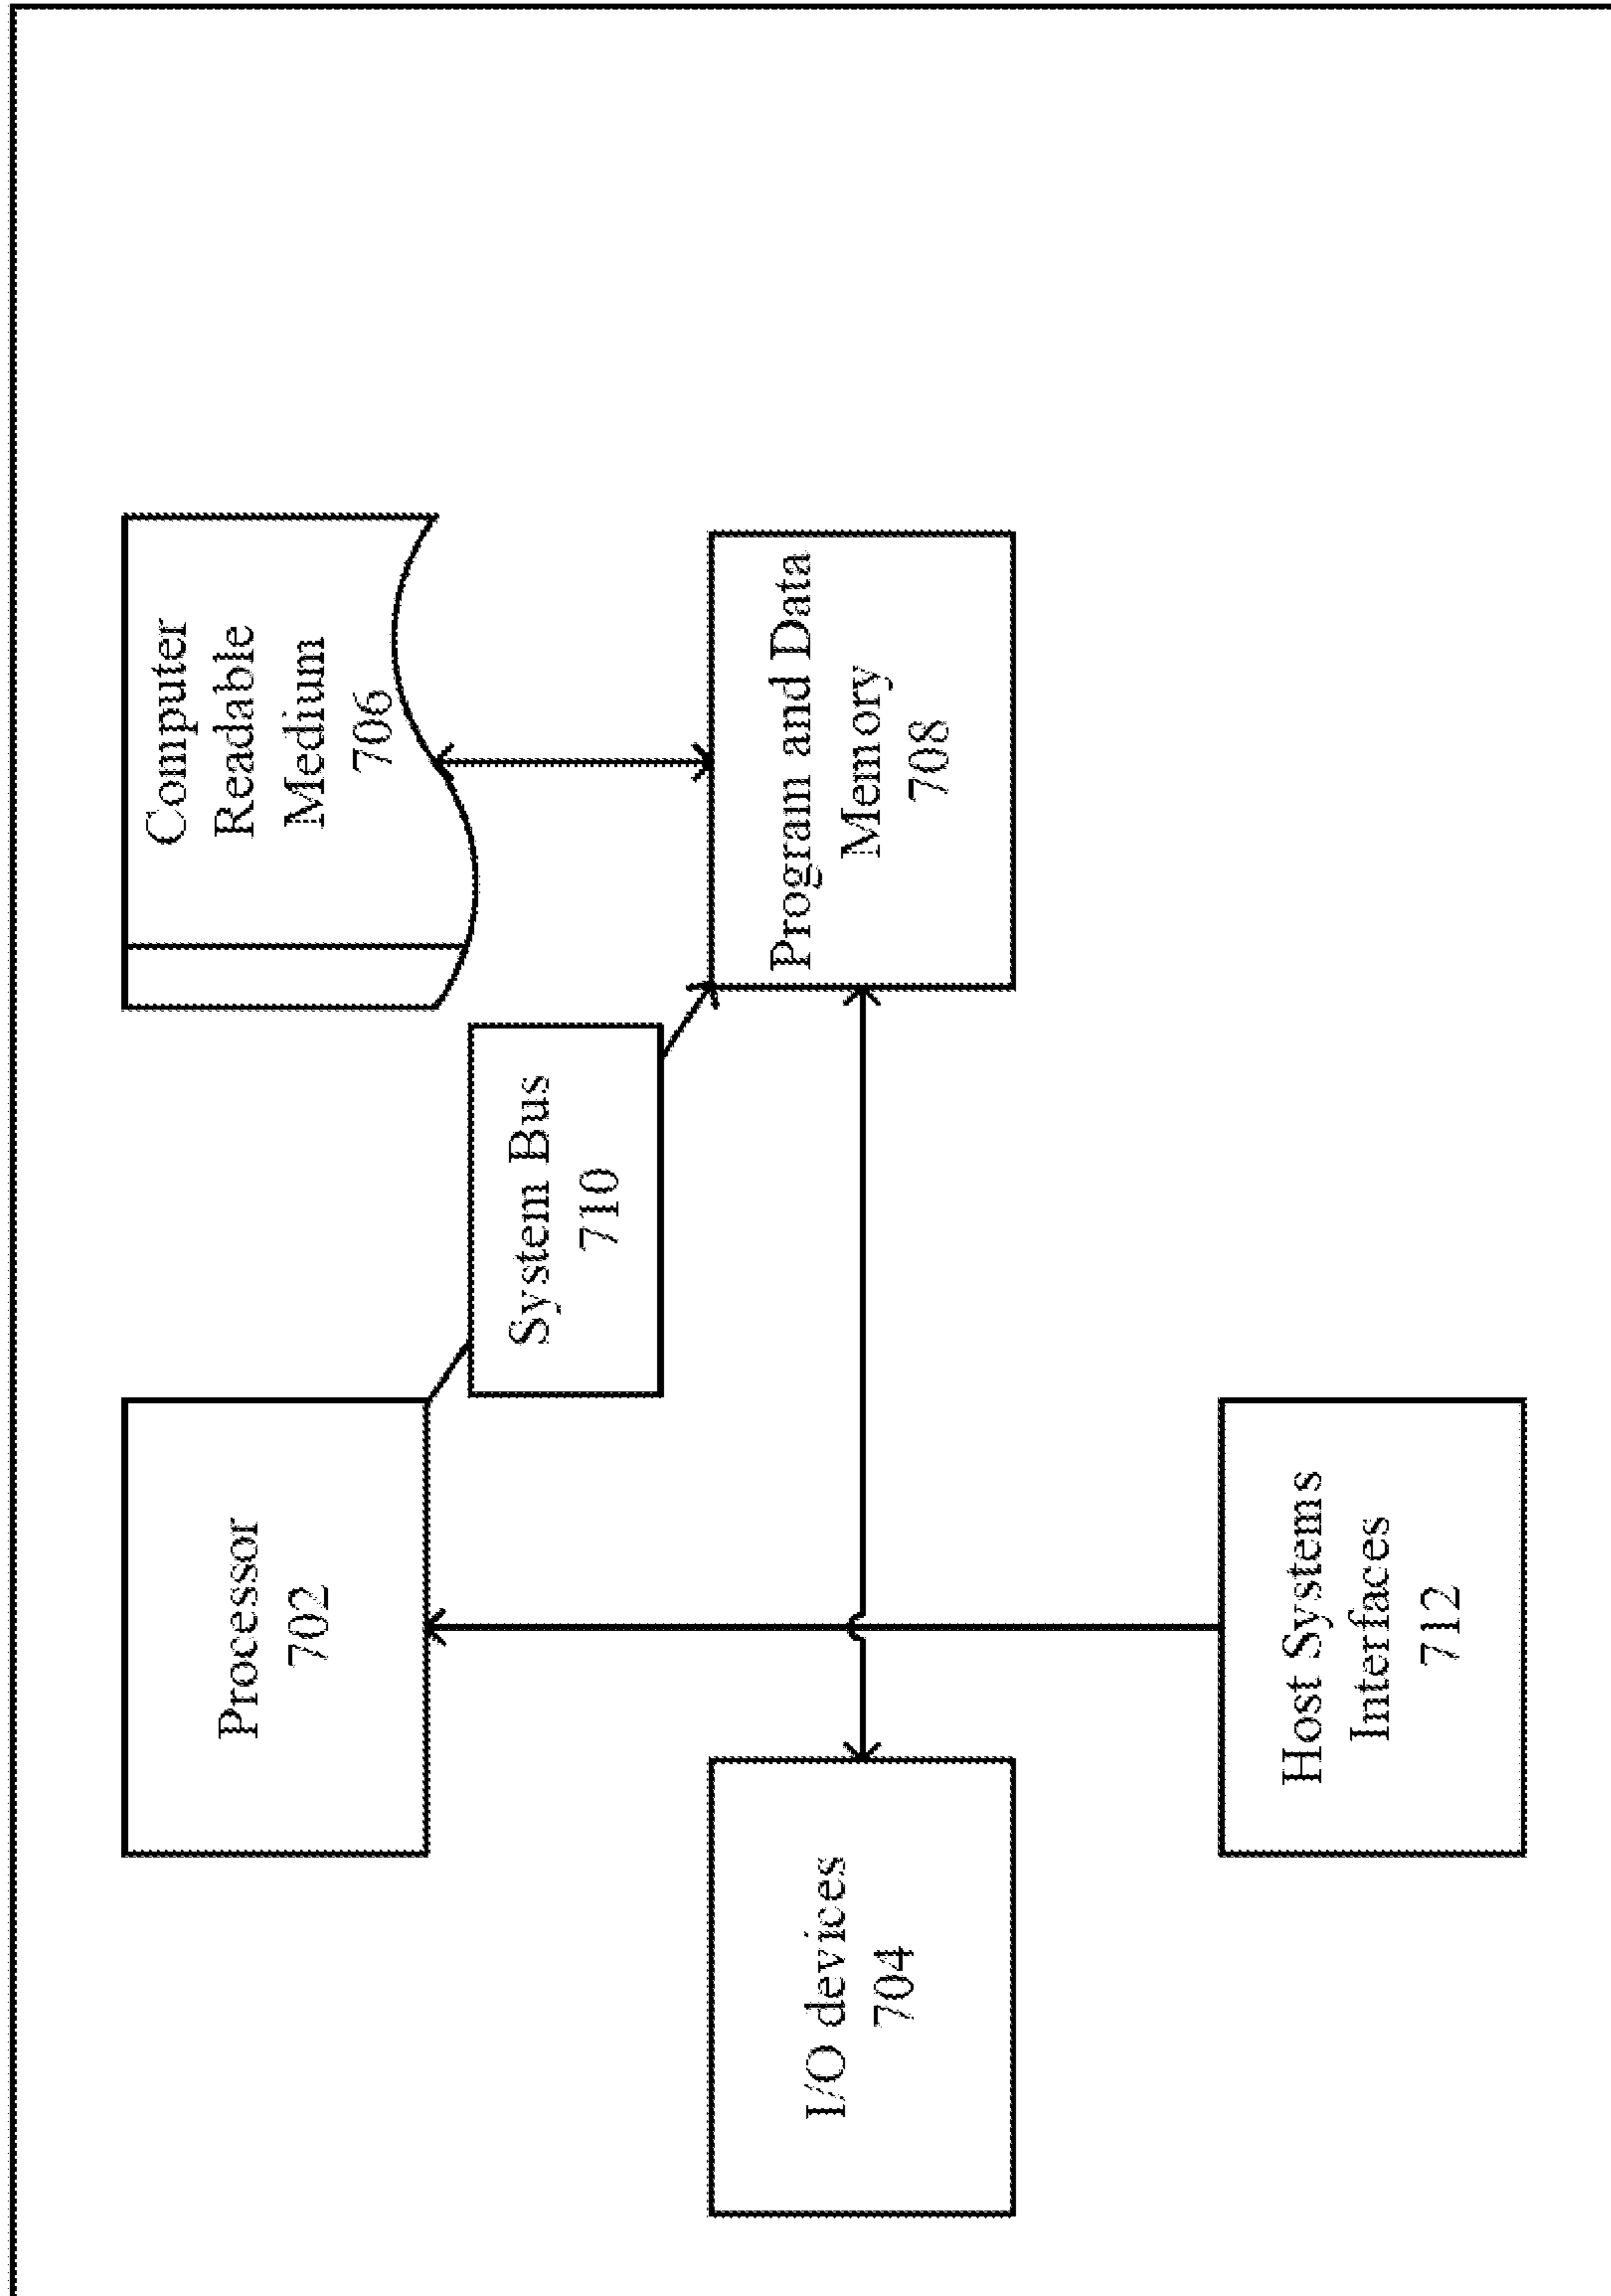 Processor
702
Computer
Readable
Medium
706
System Bus
710
I/O devices
704
Program and Data
Memory
708
Host Systems
Interfaces
712